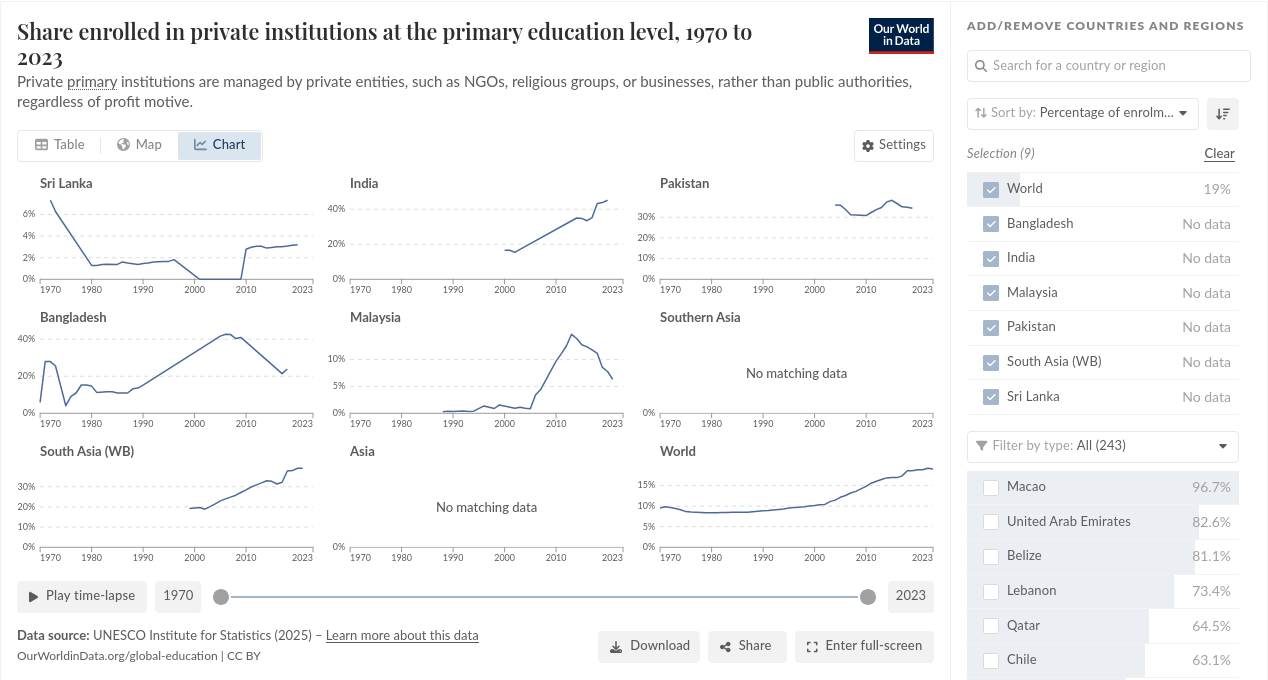 Share enrolled in private institutions at the primary education level, 1970 to
2023
Our World
in Data
Private primary institutions are managed by private entities, such as NGOs, religious groups, or businesses, rather than public authorities,
regardless of profit motive.
Table
Map
Chart
Settings
Sri Lanka
6%
4%
2%
0%
1970 1980 1990 2000 2010 2023
India
40%
20%
0%
1970 1980 1990 2000 2010 2023
Pakistan
30%
20%
10%
0%
1970 1980 1990 2000 2010 2023
Bangladesh
40%
20%
0%
1970 1980 1990 2000 2010 2023
Malaysia
10%
5%
0%
1970 1980 1990 2000 2010 2023
Southern Asia
No matching data
0%
1970 1980 1990 2000 2010 2023
South Asia (WB)
30%
20%
10%
0%
1970 1980 1990 2000 2010 2023
Asia
No matching data
0%
1970 1980 1990 2000 2010 2023
World
15%
10%
5%
0%
1970 1980 1990 2000 2010 2023
Play time-lapse
1970
2023
Data source: UNESCO Institute for Statistics (2025) – Learn more about this data
OurWorldinData.org/global-education | CC BY
Download
Share
Enter full-screen
ADD/REMOVE COUNTRIES AND REGIONS
Search for a country or region
Sort by: Percentage of enrolm...
Selection (9)
Clear
World 19%
Bangladesh No data
India No data
Malaysia No data
Pakistan No data
South Asia (WB) No data
Sri Lanka No data
Filter by type: All (243)
Macao 96.7%
United Arab Emirates 82.6%
Belize 81.1%
Lebanon 73.4%
Qatar 64.5%
Chile 63.1%